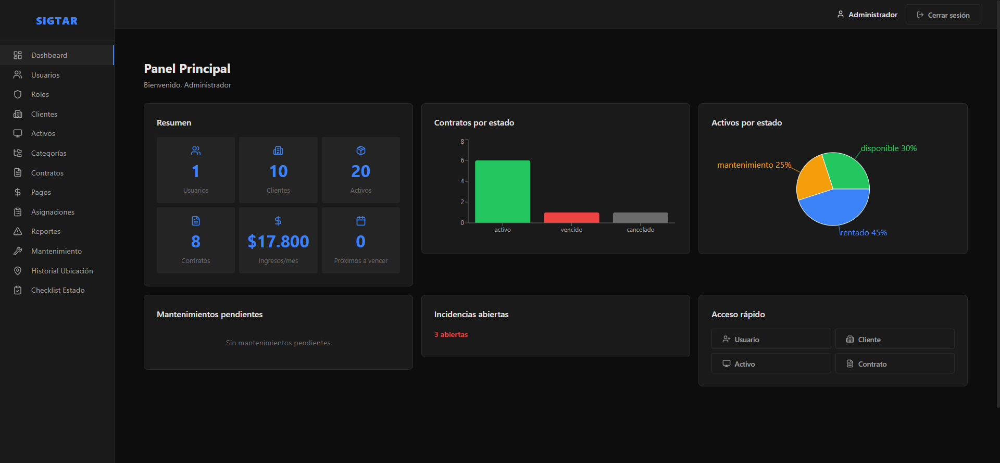 SIGTAR
Administrador
Cerrar sesión
Dashboard
Usuarios
Roles
Clientes
Activos
Categorías
Contratos
Pagos
Asignaciones
Reportes
Mantenimiento
Historial Ubicación
Checklist Estado
Panel Principal
Bienvenido, Administrador
Resumen
1
Usuarios
10
Clientes
20
Activos
8
Contratos
$17.800
Ingresos/mes
0
Próximos a vencer
Contratos por estado
8
6
4
2
0
activo
vencido
cancelado
Activos por estado
disponible 30%
mantenimiento 25%
rentado 45%
Mantenimientos pendientes
Sin mantenimientos pendientes
Incidencias abiertas
3 abiertas
Acceso rápido
Usuario
Cliente
Activo
Contrato